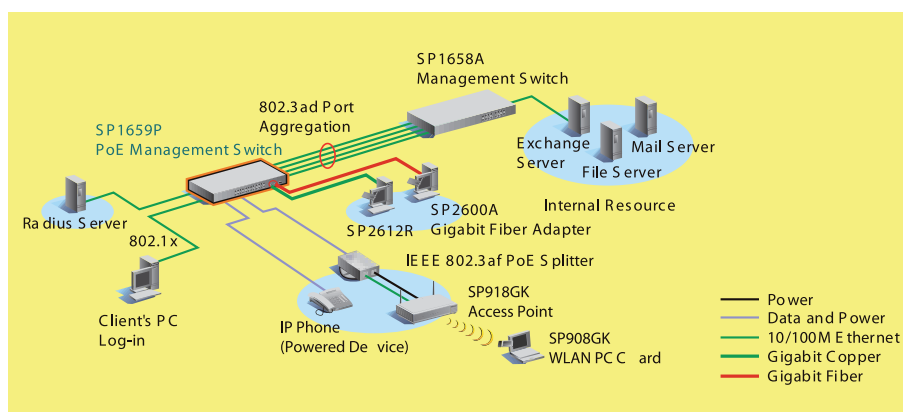 SP1658A
Management Switch
802.3ad Port
Aggregation
SP1659P
PoE Management Switch
Exchange
Server
Mail Server
File Server
Internal Resource
Radius Server
802.1x
SP2612R
SP2600A
Gigabit Fiber Adapter
IEEE 802.3af PoE Splitter
Client's PC
Log-in
IP Phone
(Powered De vice)
SP918GK
Access Point
SP908GK
WLAN PC C ard
Power
Data and Power
10/100M Ethernet
Gigabit Copper
Gigabit Fiber